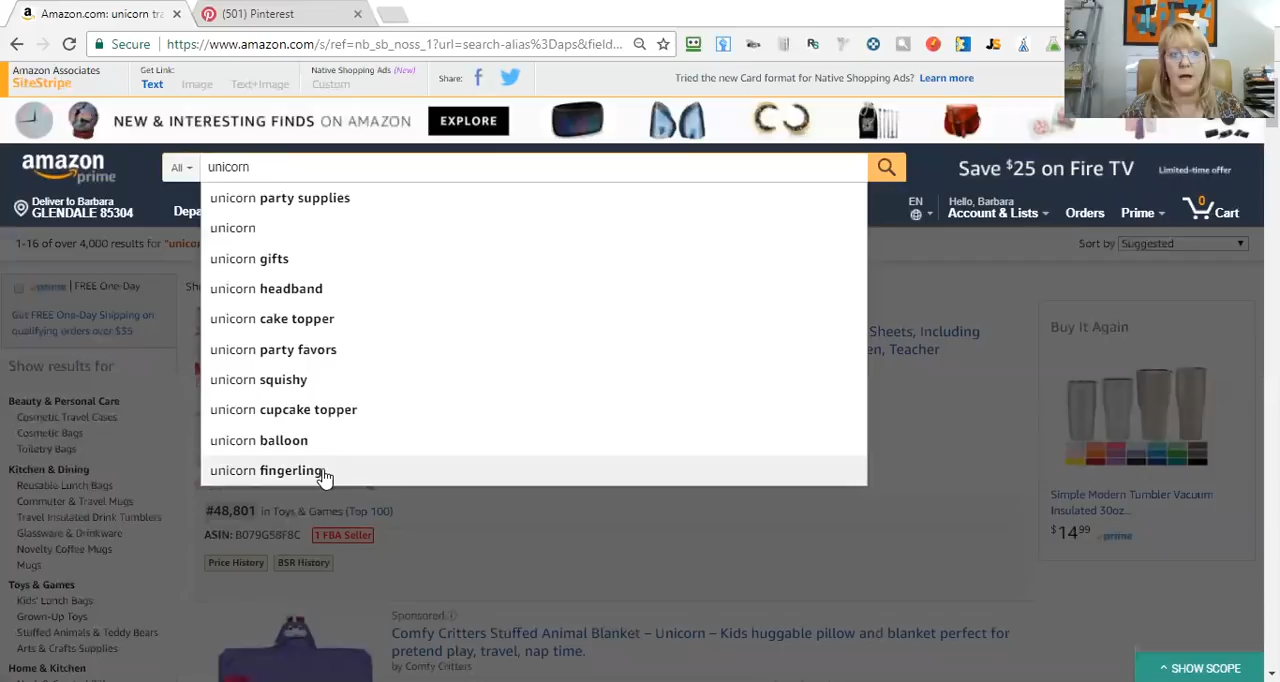 Amazon.com: unicorn tra
(501) Pinterest
Secure
https://www.amazon.com/s/ref=nb_sb_noss_1?url=search-alias%3Daps&field...
Amazon Associates
SiteStripe
Get Link:
Text
Image
Text+Image
Native Shopping Ads (New)
Custom
Share:
Tried the new card format for Native Shopping Ads? Learn more
NEW & INTERESTING FINDS ON AMAZON
EXPLORE
amazon
prime
All
unicorn
Save $25 on Fire TV
Limited-time offer
Deliver to Barbara
GLENDALE 85304
Depa
EN
Hello, Barbara
Account & Lists
Orders
Prime
0
Cart
1-16 of over 4,000 results for "unico
Sort by
Suggested
unicorn party supplies
unicorn
unicorn gifts
unicorn headband
unicorn cake topper
unicorn party favors
unicorn squishy
unicorn cupcake topper
unicorn balloon
unicorn fingerling
prime | FREE One-Day
Get FREE One-Day Shipping on
qualifying orders over $35
Show results for
Beauty & Personal Care
Cosmetic Travel Cases
Cosmetic Bags
Toiletry Bags
Kitchen & Dining
Reusable Lunch Bags
Commuter & Travel Mugs
Travel Insulated Drink Tumblers
Glassware & Drinkware
Novelty Coffee Mugs
Mugs
Toys & Games
Kids' Lunch Bags
Grown-Up Toys
Stuffed Animals & Teddy Bears
Arts & Crafts Supplies
Home & Kitchen
Sh
Sheets, Including
en, Teacher
#48,801 in Toys & Games (Top 100)
ASIN: B079G58F8C
1 FBA Seller
Price History
BSR History
Sponsored
Comfy Critters Stuffed Animal Blanket – Unicorn – Kids huggable pillow and blanket perfect for
pretend play, travel, nap time.
by Comfy Critters
Buy It Again
Simple Modern Tumbler Vacuum
Insulated 30oz...
$14.99
prime
SHOW SCOPE